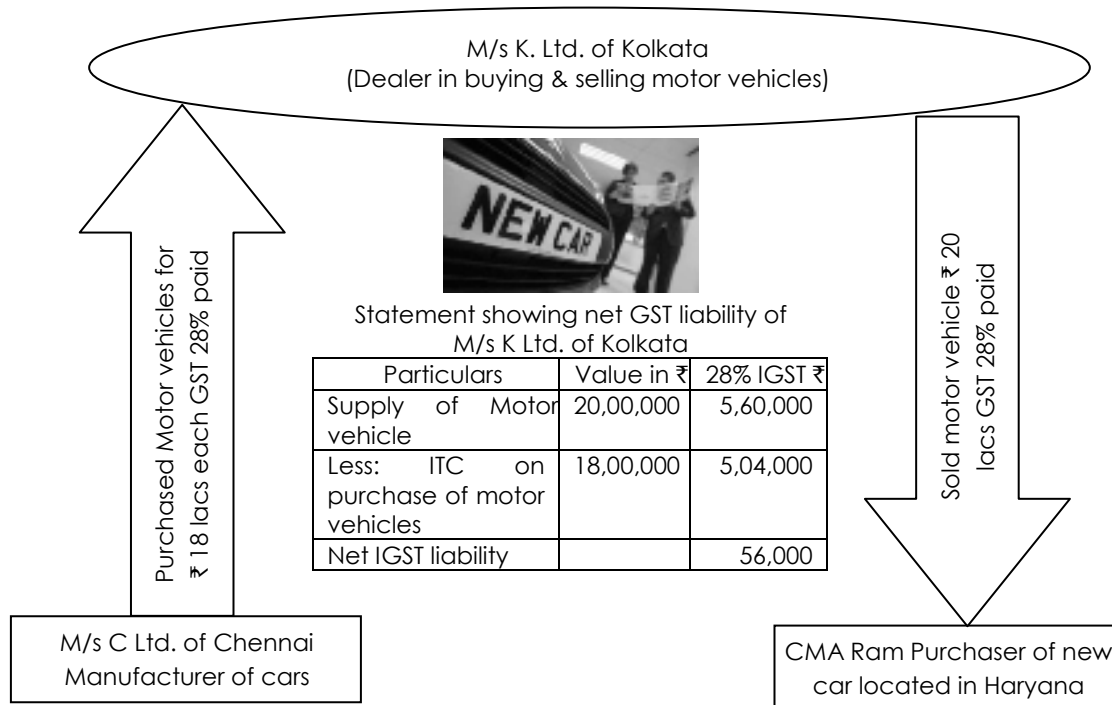 M/s K. Ltd. of Kolkata
(Dealer in buying & selling motor vehicles)
Purchased Motor vehicles for
₹ 18 lacs each GST 28% paid
NEW CAR
Statement showing net GST liability of
M/s K Ltd. of Kolkata
Particulars Value in ₹ 28% IGST ₹
Supply of Motor 20,00,000 5,60,000
vehicle
Less: ITC on 18,00,000 5,04,000
purchase of motor
vehicles
Net IGST liability 56,000
Sold motor vehicle ₹ 20
lacs GST 28% paid
M/s C Ltd. of Chennai
Manufacturer of cars
CMA Ram Purchaser of new
car located in Haryana